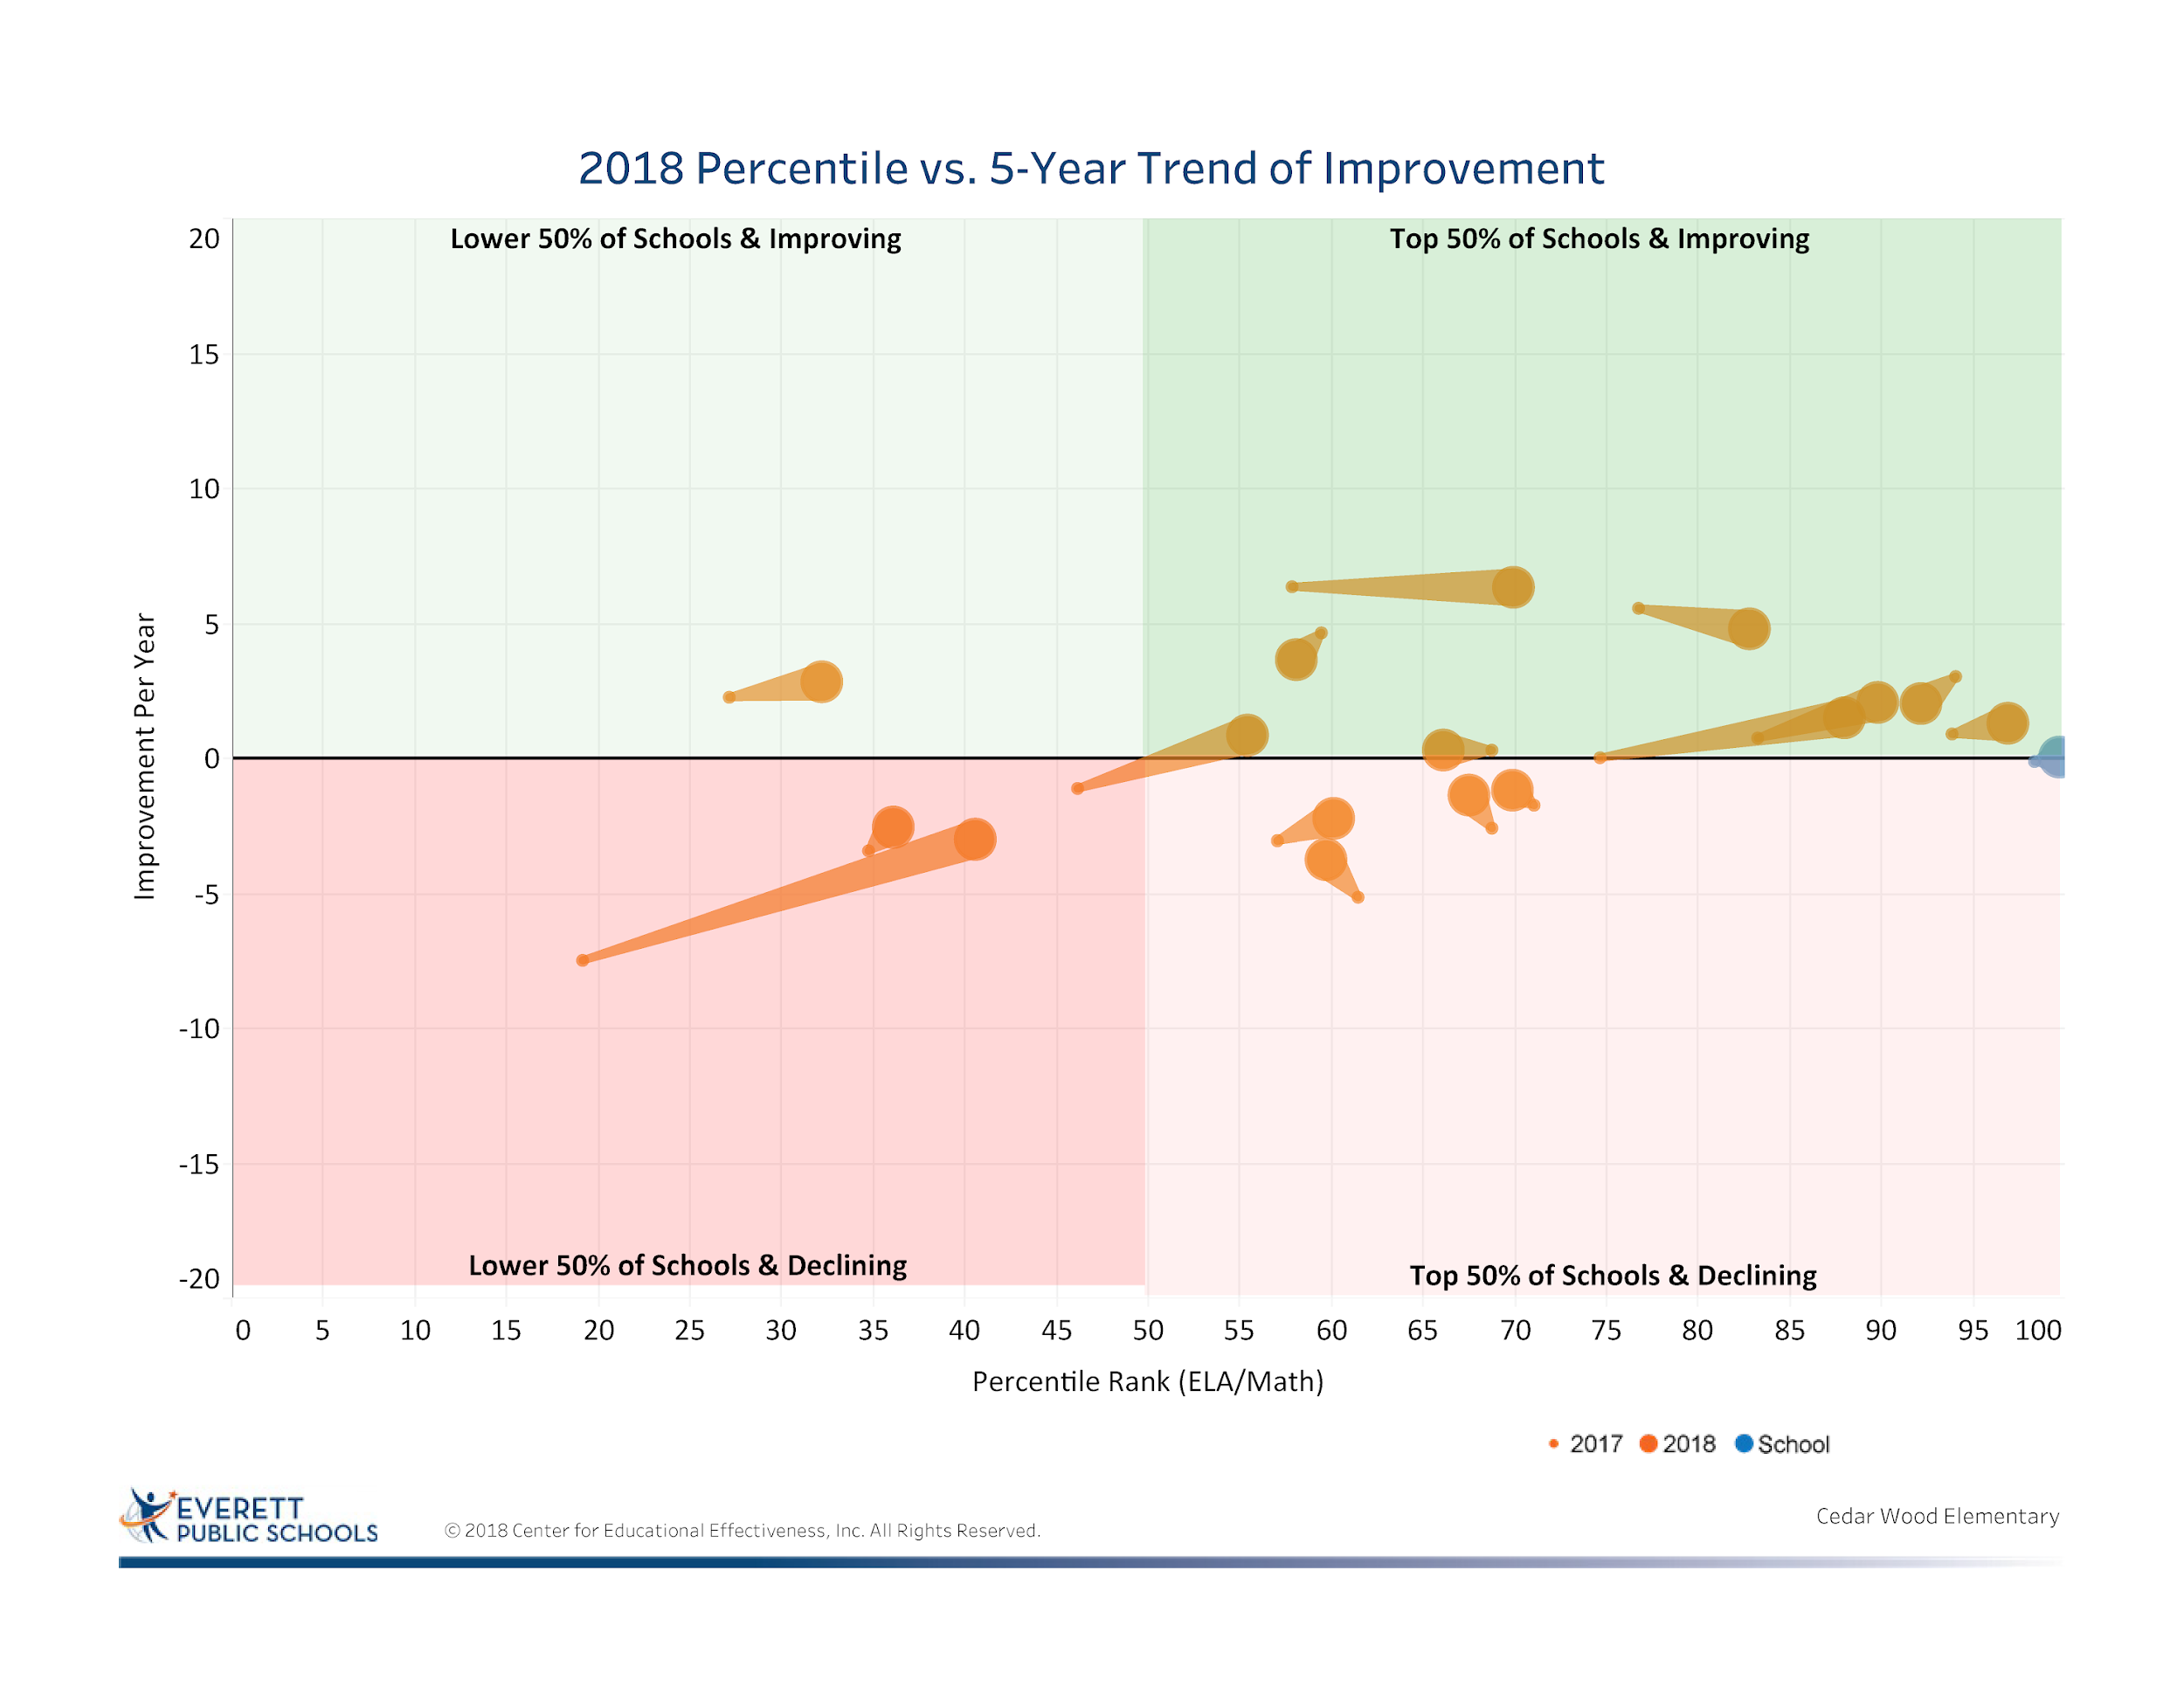 2018 Percentile vs. 5-Year Trend of Improvement
Lower 50% of Schools & Improving
Top 50% of Schools & Improving
20
15
10
5
0
-5
-10
-15
-20
Improvement Per Year
Lower 50% of Schools & Declining
Top 50% of Schools & Declining
0 5 10 15 20 25 30 35 40 45 50 55 60 65 70 75 80 85 90 95 100
Percentile Rank (ELA/Math)
2017 2018 School
EVERETT
PUBLIC SCHOOLS
© 2018 Center for Educational Effectiveness, Inc. All Rights Reserved.
Cedar Wood Elementary